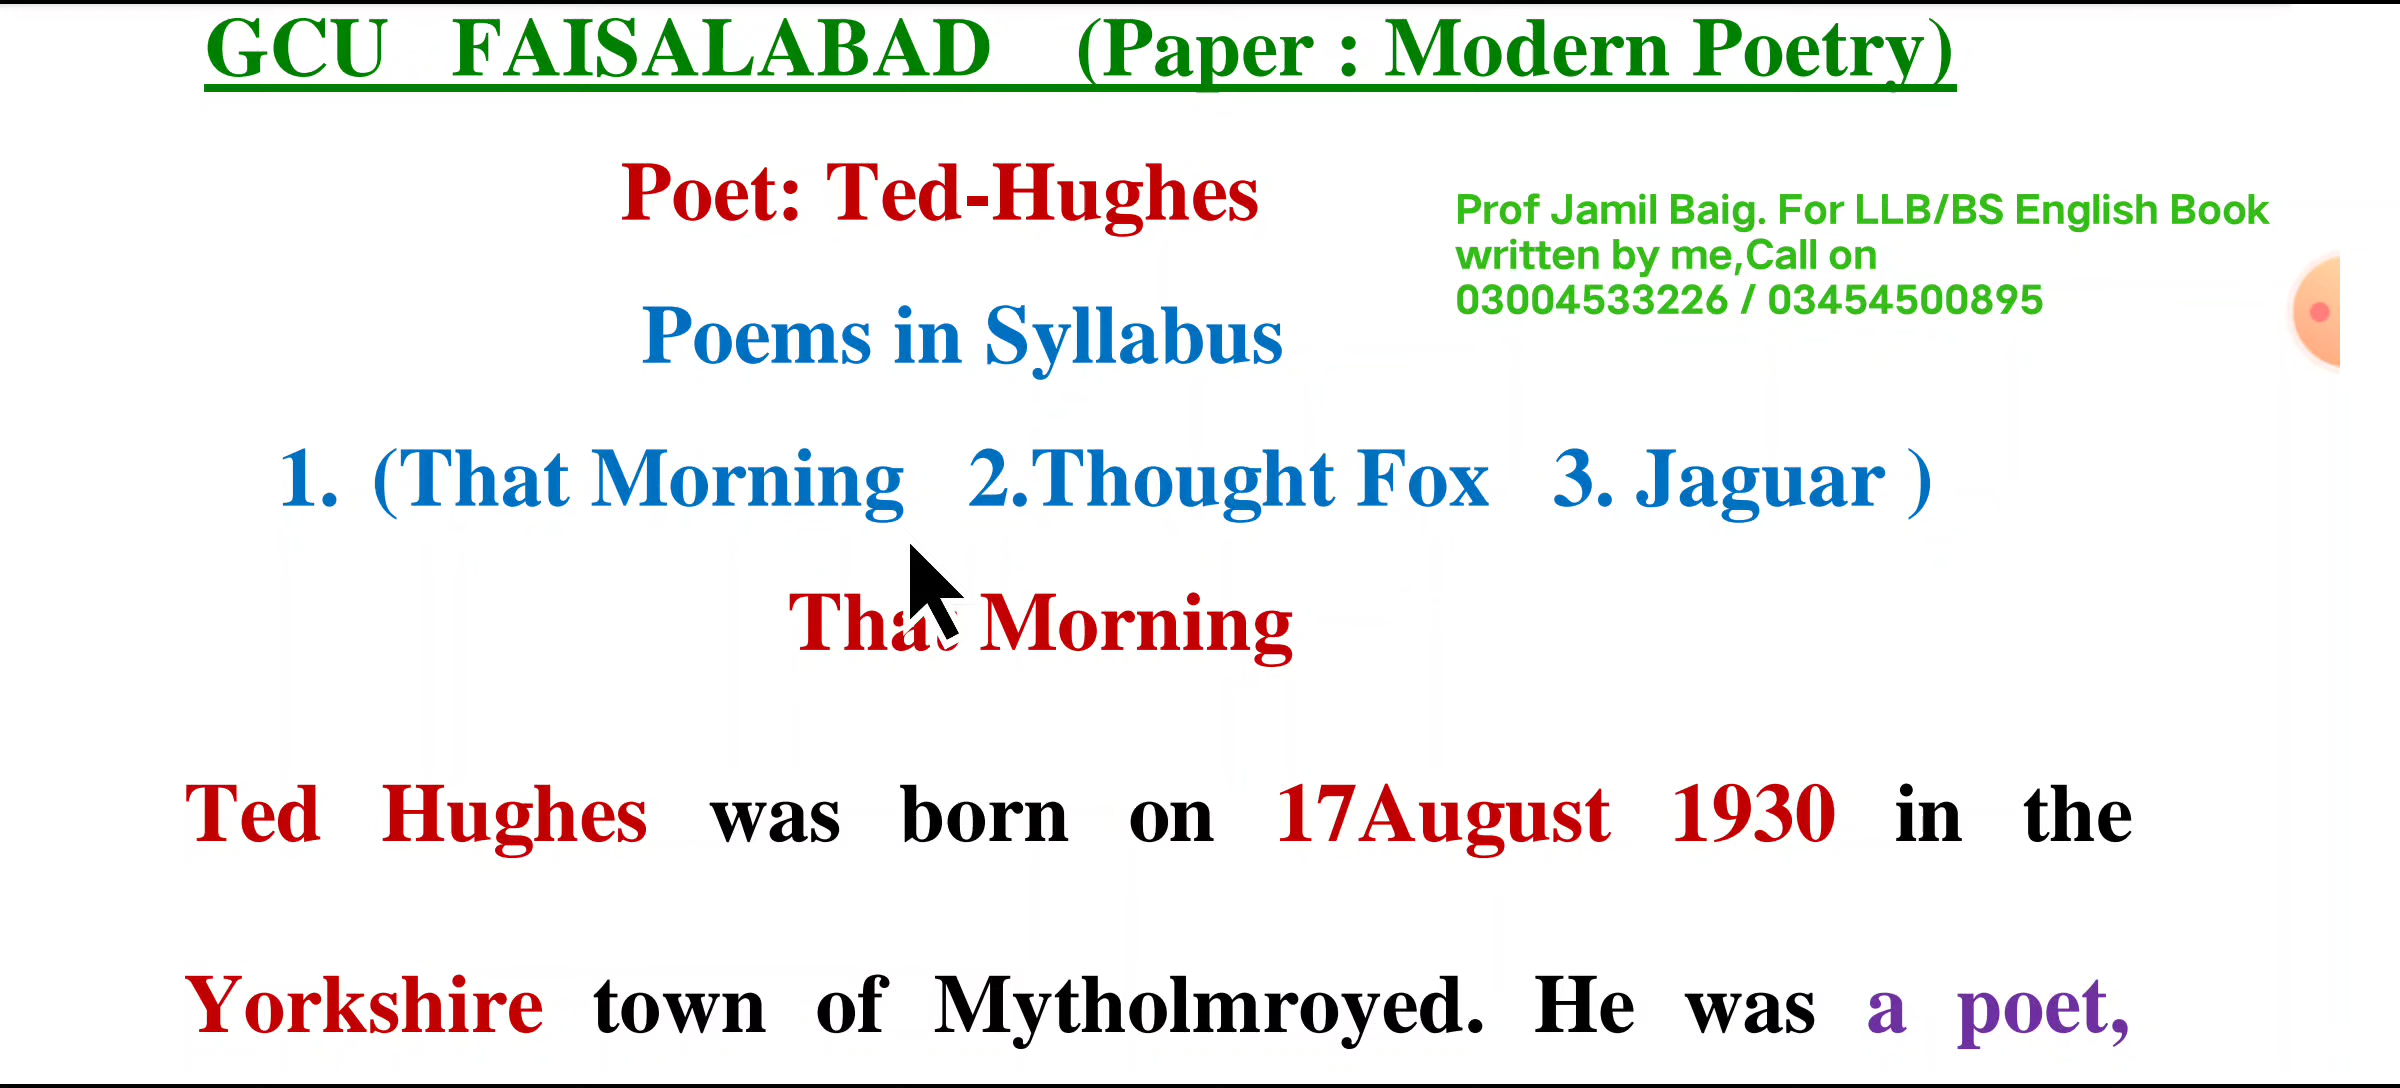 GCU FAISALABAD (Paper : Modern Poetry)
Poet: Ted-Hughes
Prof Jamil Baig. For LLB/BS English Book
written by me,Call on
03004533226 / 03454500895
Poems in Syllabus
1. (That Morning 2.Thought Fox 3. Jaguar )
That Morning
Ted Hughes was born on 17August 1930 in the
Yorkshire town of Mytholmroyed. He was a poet,